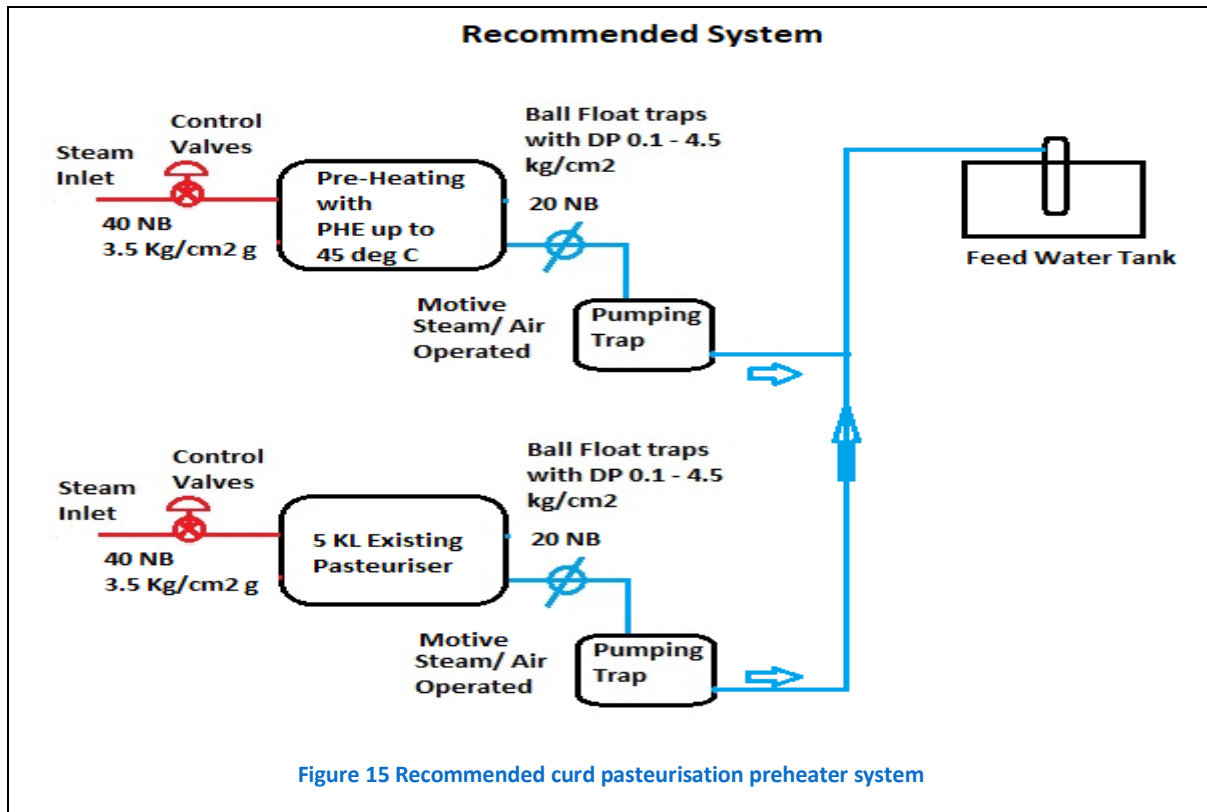 Recommended System
Control
Valves
Steam
Inlet
40 NB
3.5 Kg/cm2 g
Pre-Heating
with
PHE up to
45 deg C
Ball Float traps
with DP 0.1 - 4.5
kg/cm2
20 NB
Motive
Steam/ Air
Operated
Pumping
Trap
Feed Water Tank
Control
Valves
Steam
Inlet
40 NB
3.5 Kg/cm2 g
5 KL Existing
Pasteuriser
Ball Float traps
with DP 0.1 - 4.5
kg/cm2
20 NB
Motive
Steam/ Air
Operated
Pumping
Trap
Figure 15 Recommended curd pasteurisation preheater system